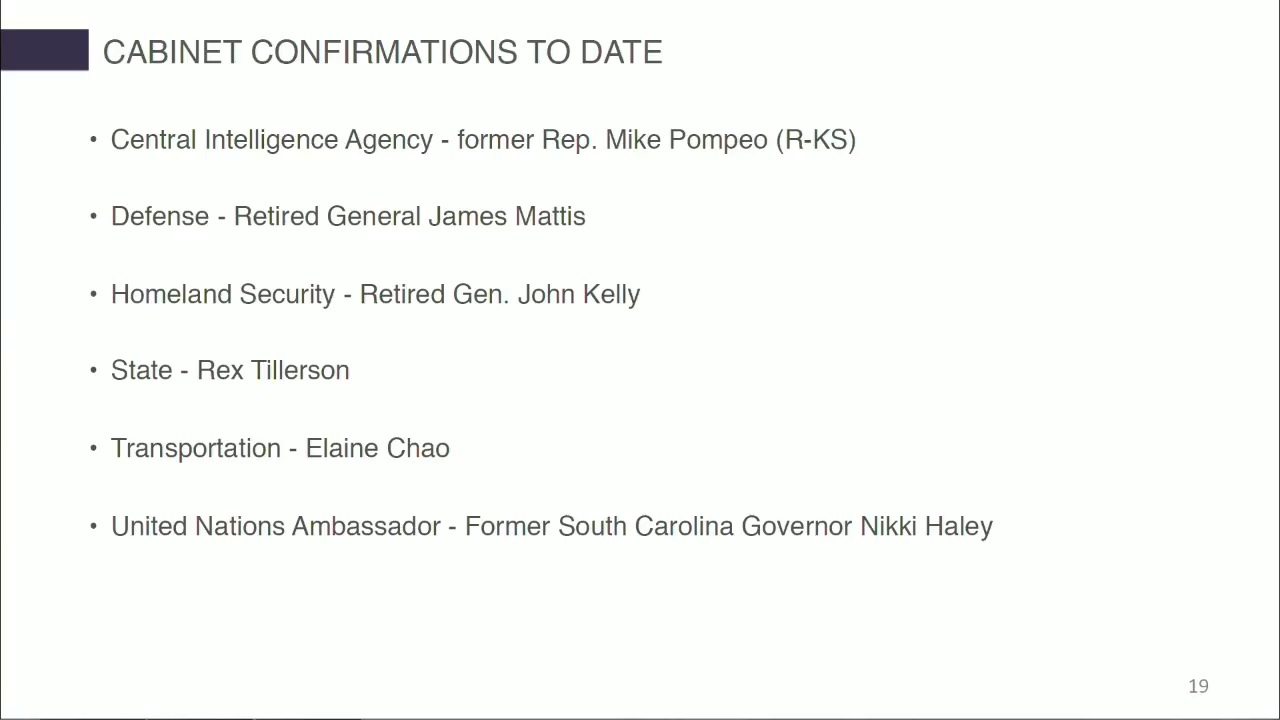 CABINET CONFIRMATIONS TO DATE
• Central Intelligence Agency - former Rep. Mike Pompeo (R-KS)
• Defense - Retired General James Mattis
• Homeland Security - Retired Gen. John Kelly
• State - Rex Tillerson
• Transportation - Elaine Chao
• United Nations Ambassador - Former South Carolina Governor Nikki Haley
19